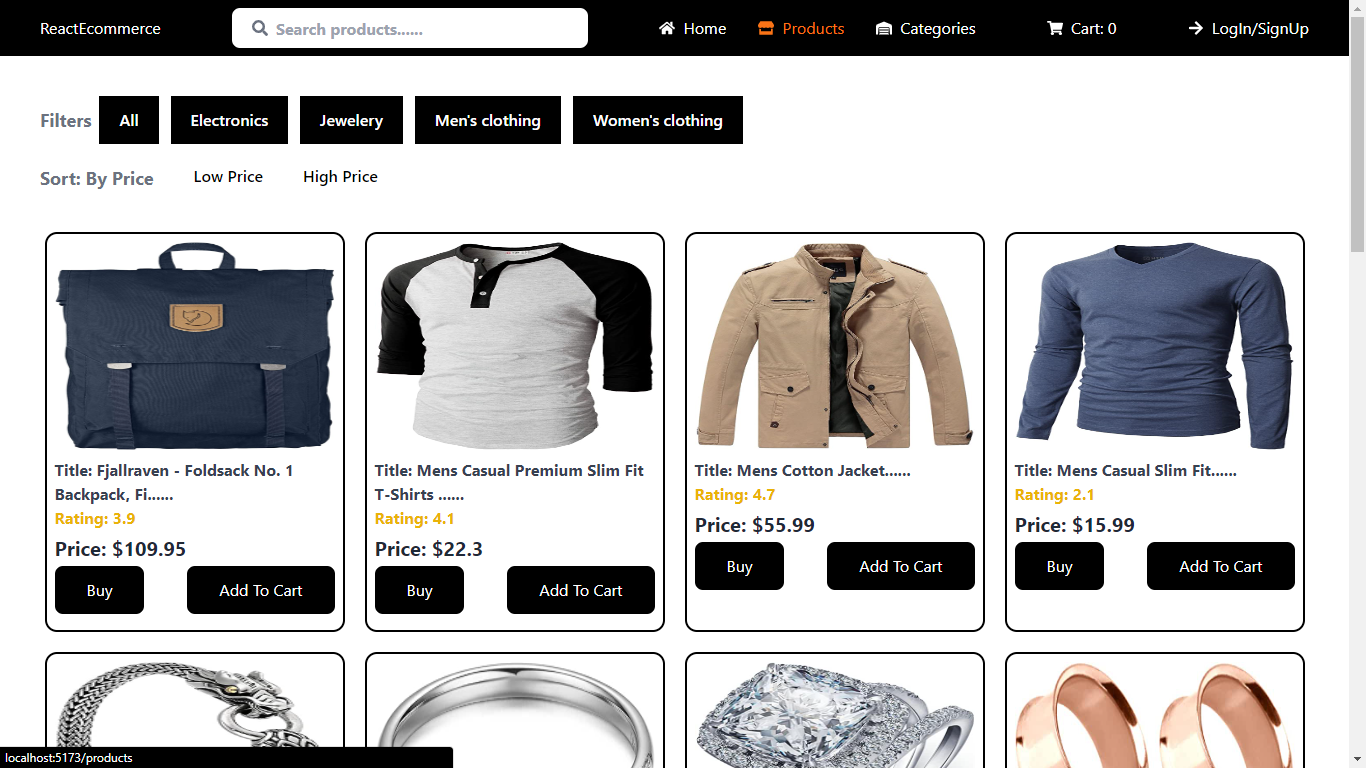 ReactEcommerce
Search products......
Home
Products
Categories
Cart: 0
LogIn/SignUp
Filters
All
Electronics
Jewelery
Men's clothing
Women's clothing
Sort: By Price
Low Price
High Price
Title: Fjallraven - Foldsack No. 1
Backpack, Fi......
Rating: 3.9
Price: $109.95
Buy
Add To Cart
Title: Mens Casual Premium Slim Fit
T-Shirts ......
Rating: 4.1
Price: $22.3
Buy
Add To Cart
Title: Mens Cotton Jacket......
Rating: 4.7
Price: $55.99
Buy
Add To Cart
Title: Mens Casual Slim Fit......
Rating: 2.1
Price: $15.99
Buy
Add To Cart
localhost:5173/products